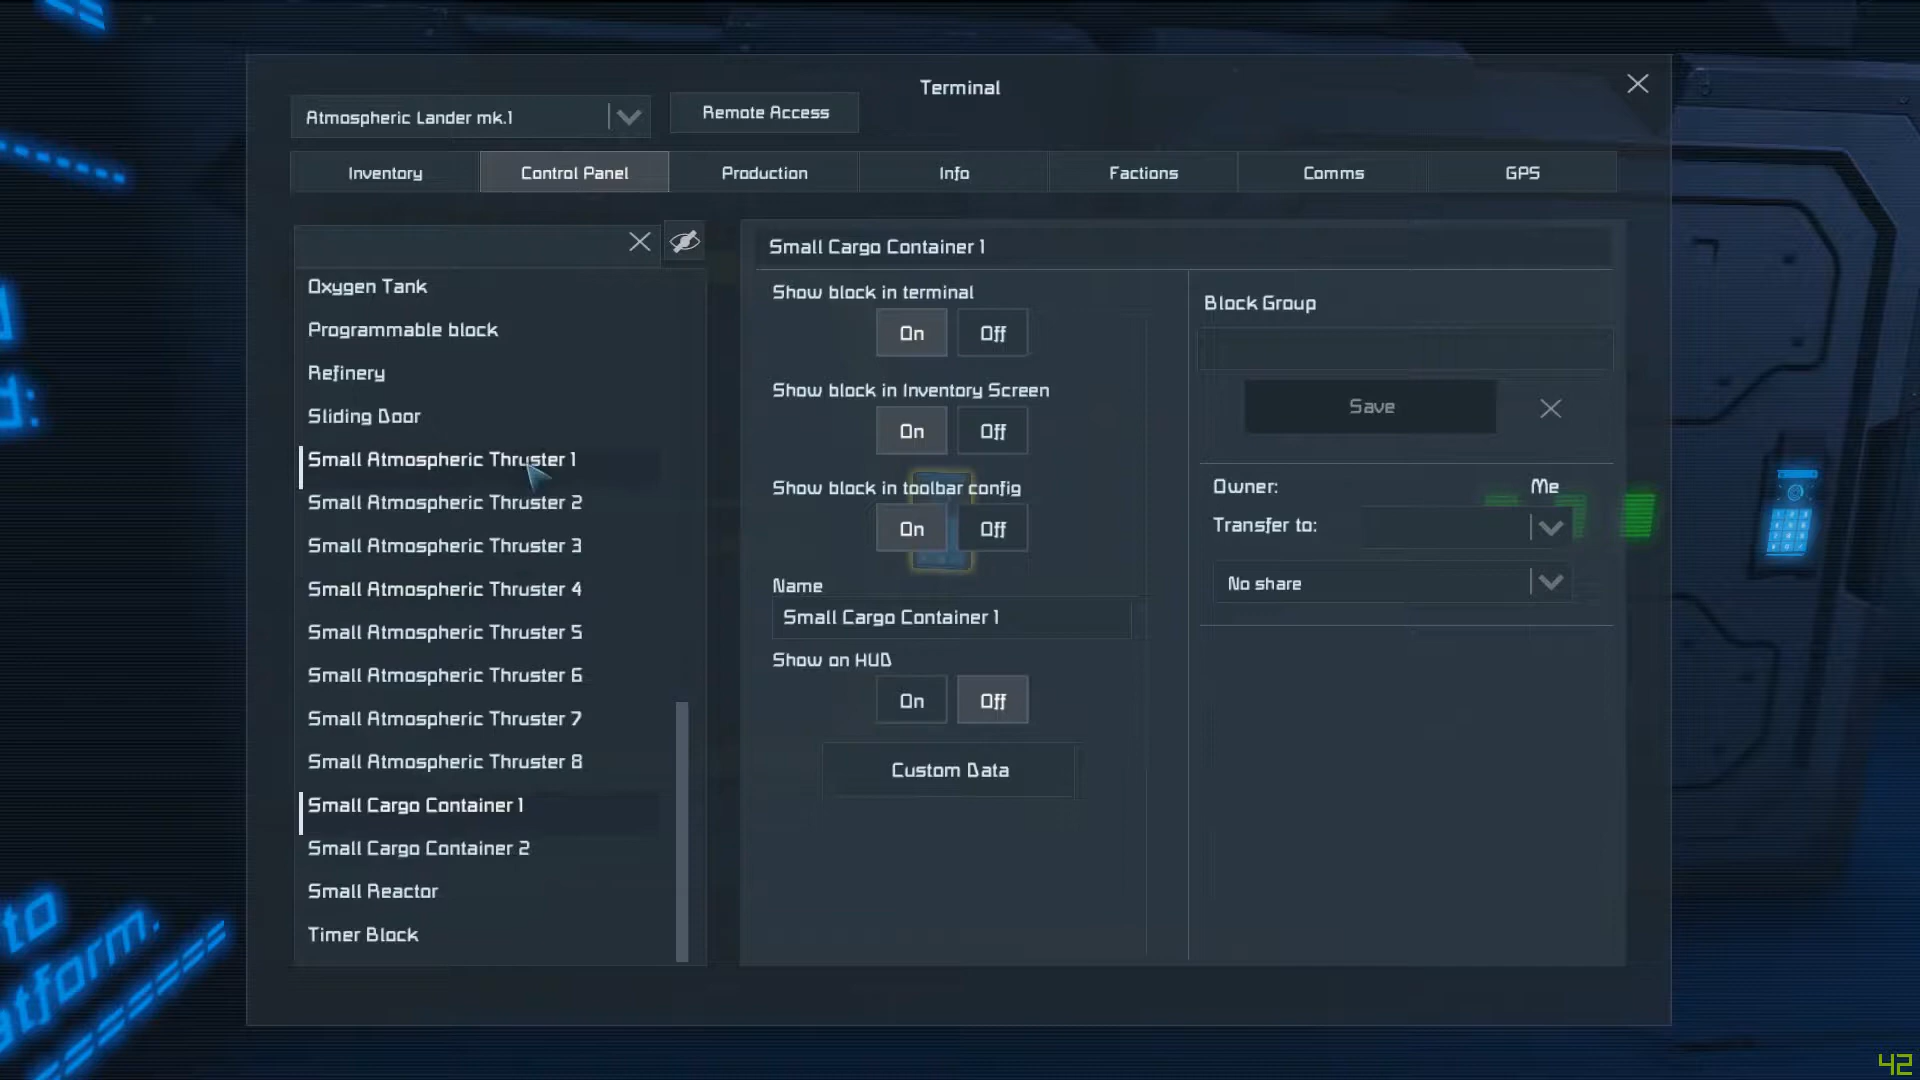 Terminal
Atmospheric Lander mk.1
Remote Access
Inventory
Control Panel
Production
Info
Factions
Comms
GPS
Oxygen Tank
Programmable block
Refinery
Sliding Door
Small Atmospheric Thruster 1
Small Atmospheric Thruster 2
Small Atmospheric Thruster 3
Small Atmospheric Thruster 4
Small Atmospheric Thruster 5
Small Atmospheric Thruster 6
Small Atmospheric Thruster 7
Small Atmospheric Thruster 8
Small Cargo Container 1
Small Cargo Container 2
Small Reactor
Timer Block
Small Cargo Container 1
Show block in terminal
On Off
Show block in Inventory Screen
On Off
Show block in toolbar config
On Off
Name
Small Cargo Container 1
Show on HUD
On Off
Custom Data
Block Group
Save
Owner: Me
Transfer to:
No share
to
atform.
42